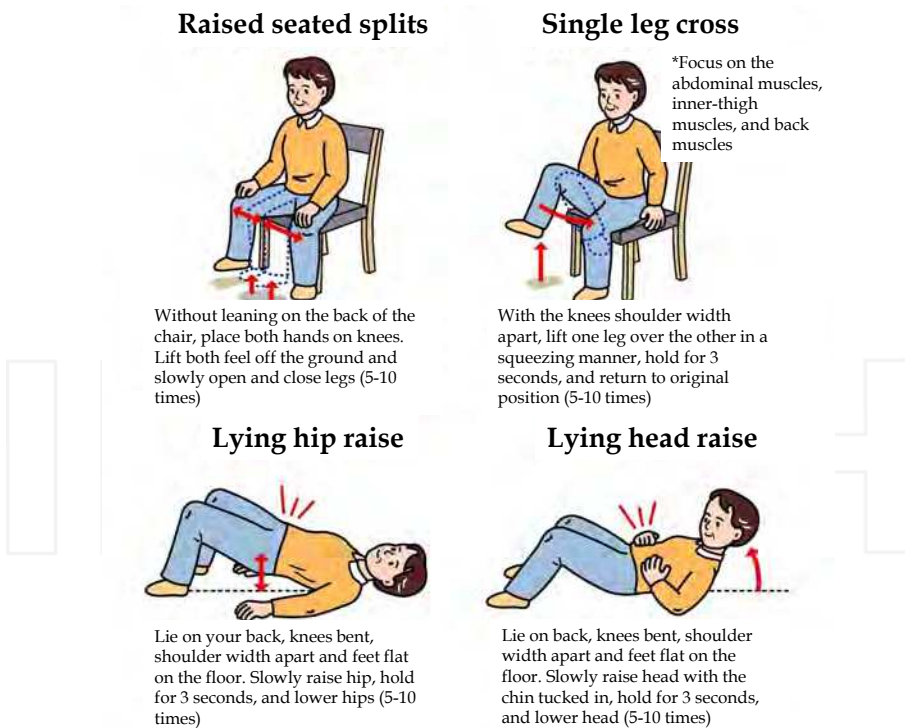 Raised seated splits
Without leaning on the back of the
chair, place both hands on knees.
Lift both feel off the ground and
slowly open and close legs (5-10
times)
Single leg cross
*Focus on the
abdominal muscles,
inner-thigh
muscles, and back
muscles
With the knees shoulder width
apart, lift one leg over the other in a
squeezing manner, hold for 3
seconds, and return to original
position (5-10 times)
Lying hip raise
Lie on your back, knees bent,
shoulder width apart and feet flat
on the floor. Slowly raise hip, hold
for 3 seconds, and lower hips (5-10
times)
Lying head raise
Lie on back, knees bent, shoulder
width apart and feet flat on the
floor. Slowly raise head with the
chin tucked in, hold for 3 seconds,
and lower head (5-10 times)